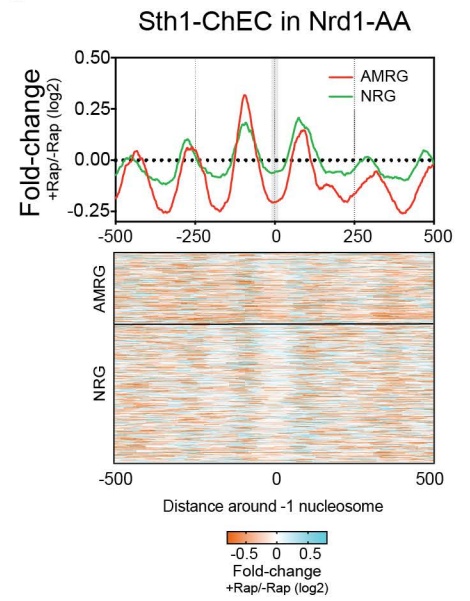 Sth1-ChEC in Nrd1-AA
Fold-change
+Rap/-Rap (log2)
0.50
0.25
0.00
-0.25
AMRG
NRG
-500 -250 0 250 500
AMRG
NRG
-500 0 500
Distance around -1 nucleosome
-0.5 0 0.5
Fold-change
+Rap/-Rap (log2)